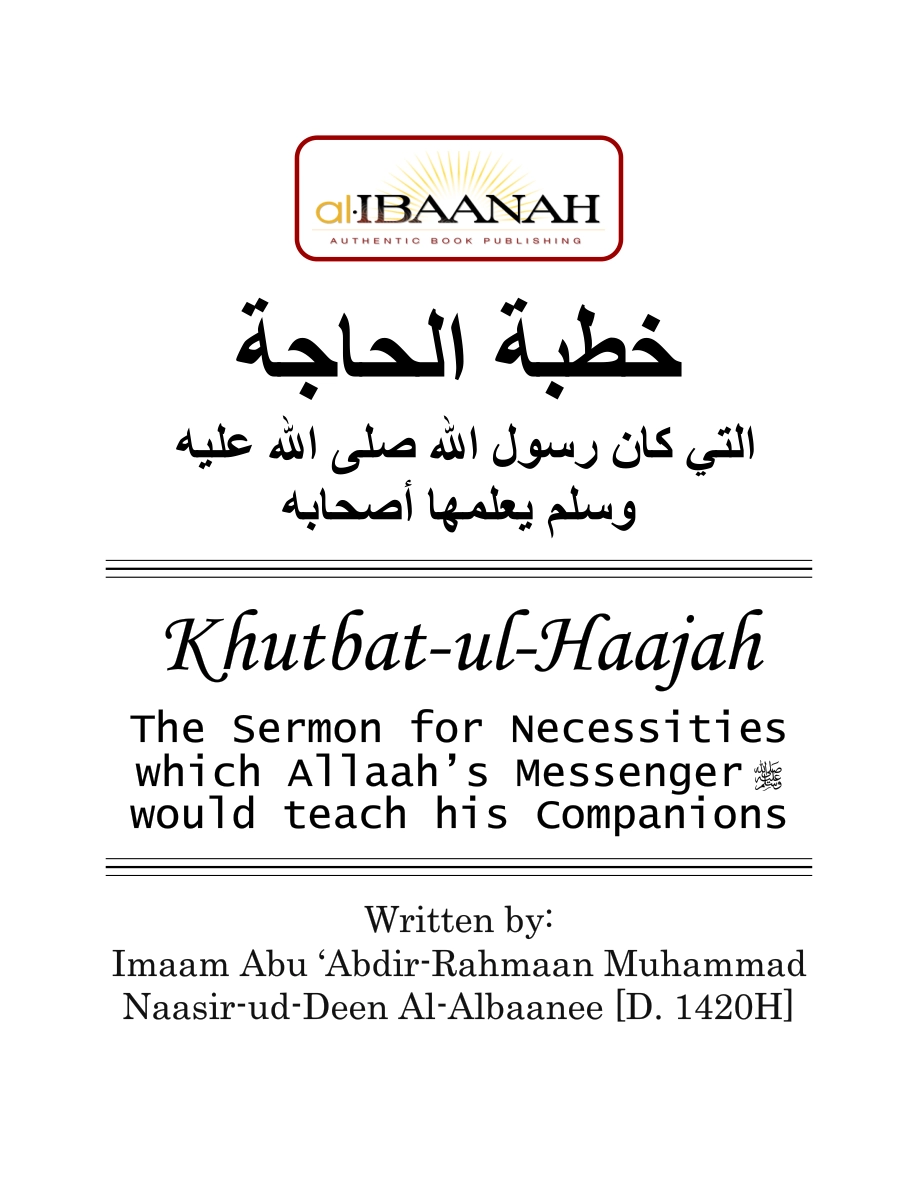 al-IBAANAH
AUTHENTIC BOOK PUBLISHING
خطبة الحاجة
التي كان رسول الله صلى الله عليه
وسلم يعلمها أصحابه
Khutbat-ul-Haajah
The Sermon for Necessities
which Allaah’s Messenger ﷺ
would teach his Companions
Written by:
Imaam Abu ‘Abdir-Rahmaan Muhammad
Naasir-ud-Deen Al-Albaanee [D. 1420H]